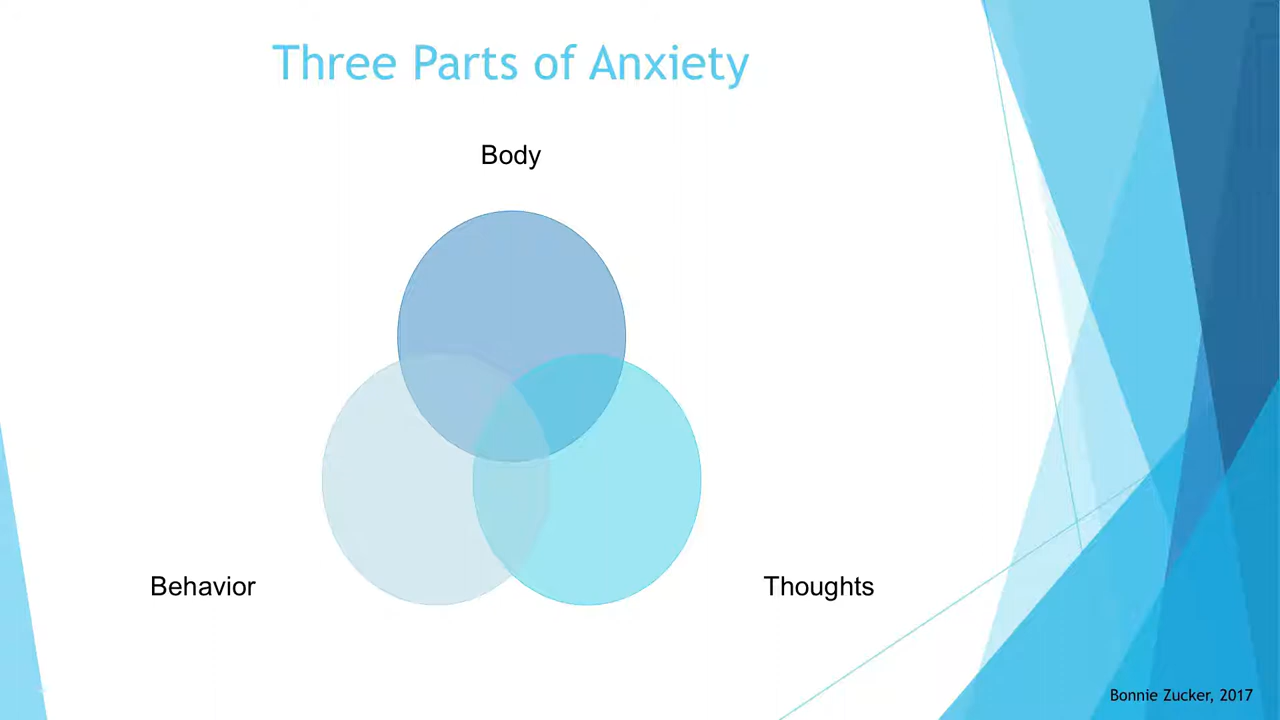 Three Parts of Anxiety
Body
Behavior
Thoughts
Bonnie Zucker, 2017